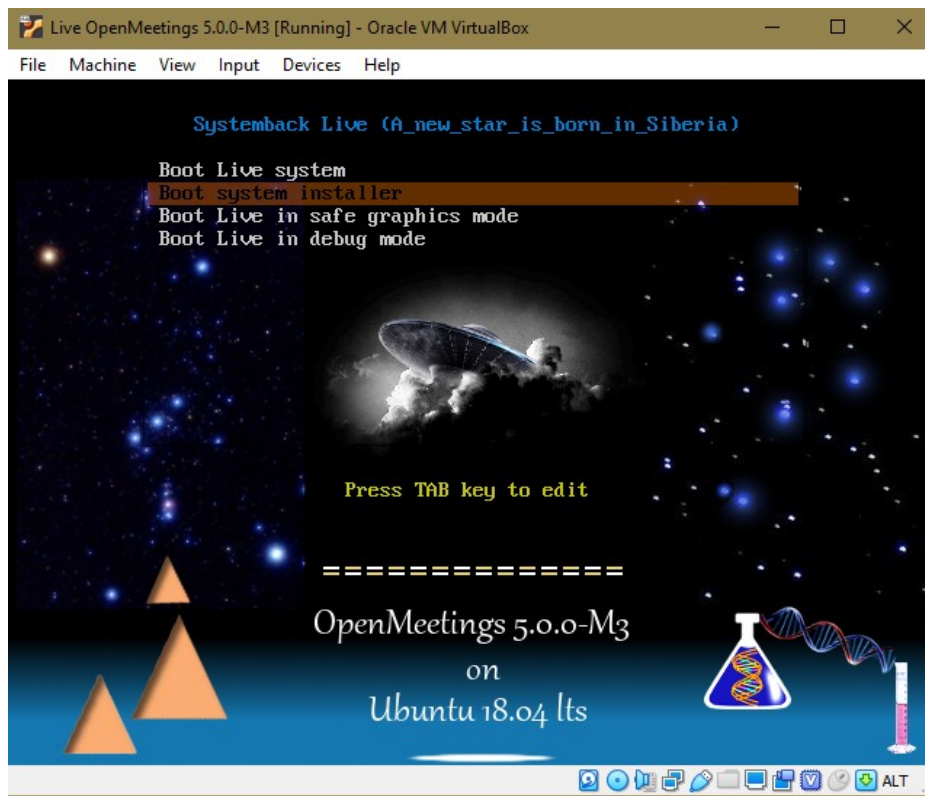 Live OpenMeetings 5.0.0-M3 [Running] - Oracle VM VirtualBox
File Machine View Input Devices Help
Systemback Live (A_new_star_is_born_in_Siberia)
Boot Live system
Boot system installer
Boot Live in safe graphics mode
Boot Live in debug mode
Press TAB key to edit
==============
OpenMeetings 5.0.0-M3
on
Ubuntu 18.04 lts
ALT